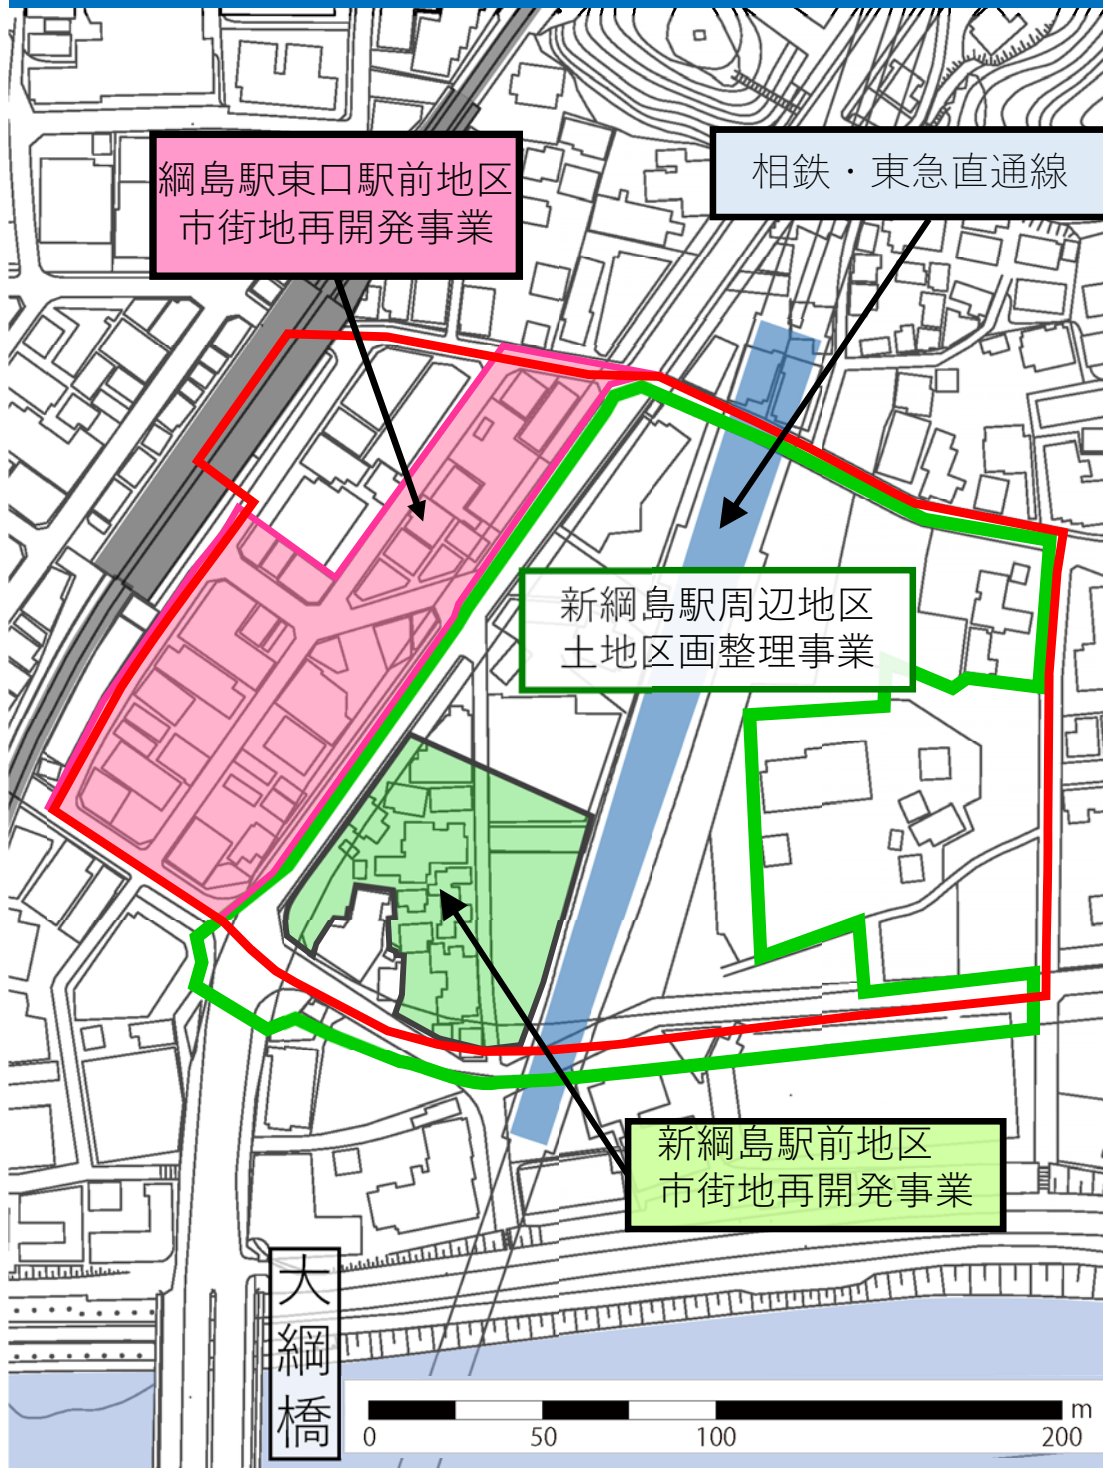 綱島駅東口駅前地区
市街地再開発事業
相鉄・東急直通線
新綱島駅周辺地区
土地区画整理事業
新綱島駅前地区
市街地再開発事業
大綱橋
m
0 50 100 200